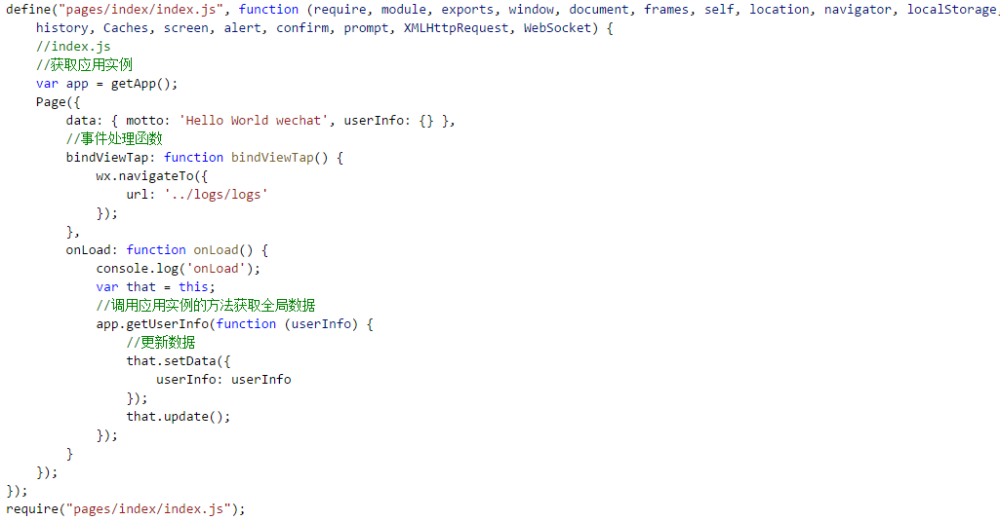 define("pages/index/index.js", function (require, module, exports, window, document, frames, self, location, navigator, localStorage,
    history, Caches, screen, alert, confirm, prompt, XMLHttpRequest, WebSocket) {
    //index.js
    //获取应用实例
    var app = getApp();
    Page({
        data: { motto: 'Hello World wechat', userInfo: {} },
        //事件处理函数
        bindViewTap: function bindViewTap() {
            wx.navigateTo({
                url: '../logs/logs'
            });
        },
        onLoad: function onLoad() {
            console.log('onLoad');
            var that = this;
            //调用应用实例的方法获取全局数据
            app.getUserInfo(function (userInfo) {
                //更新数据
                that.setData({
                    userInfo: userInfo
                });
                that.update();
            });
        }
    });
});
require("pages/index/index.js");